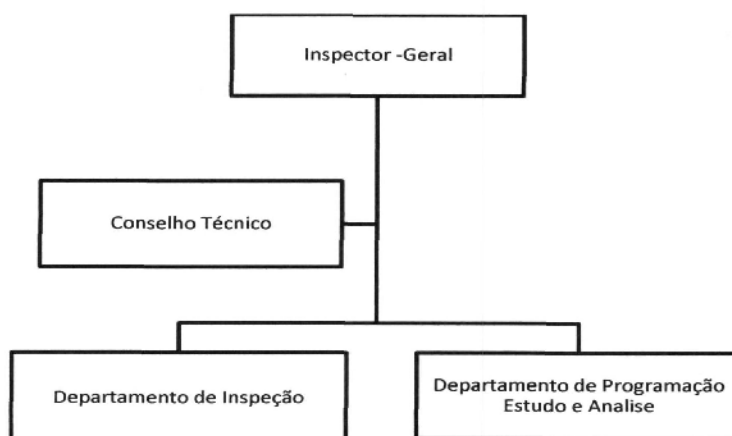 Inspector -Geral
Conselho Técnico
Departamento de Inspeção
Departamento de Programação
Estudo e Analise